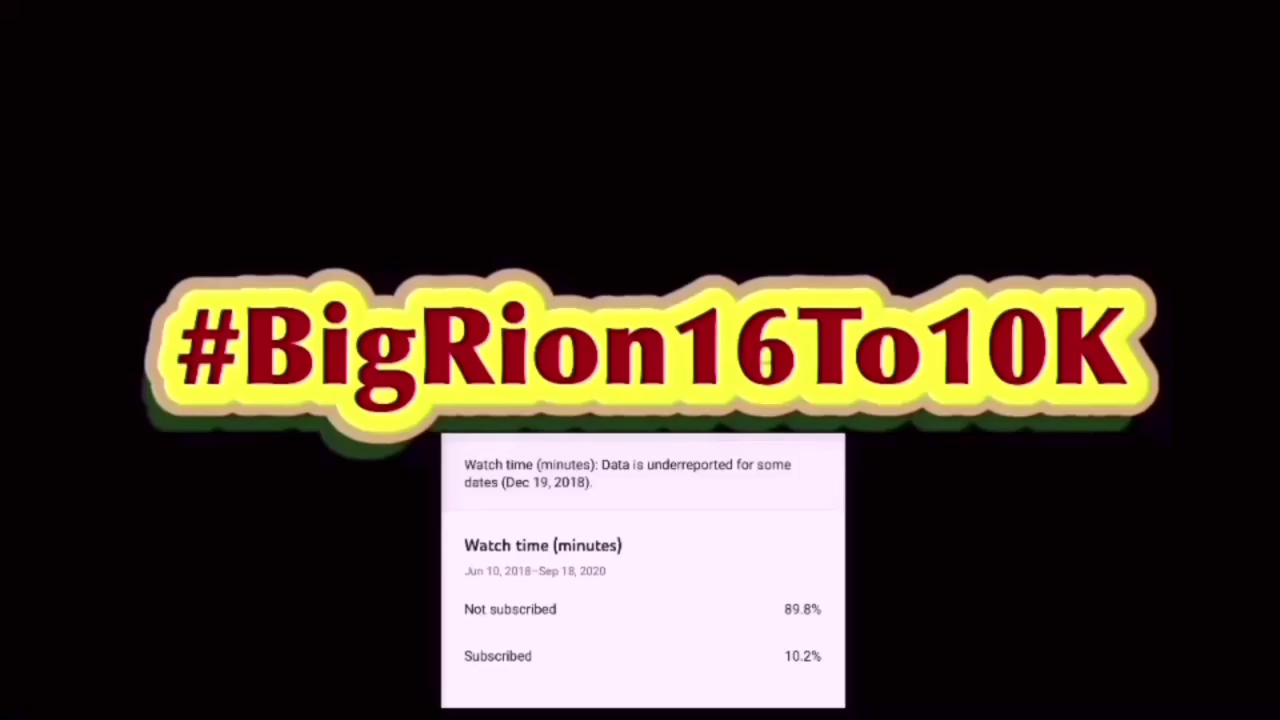 #BigRion16To10K
Watch time (minutes): Data is underreported for some
dates (Dec 19, 2018).
Watch time (minutes)
Jun 10, 2018–Sep 18, 2020
Not subscribed 89.8%
Subscribed 10.2%